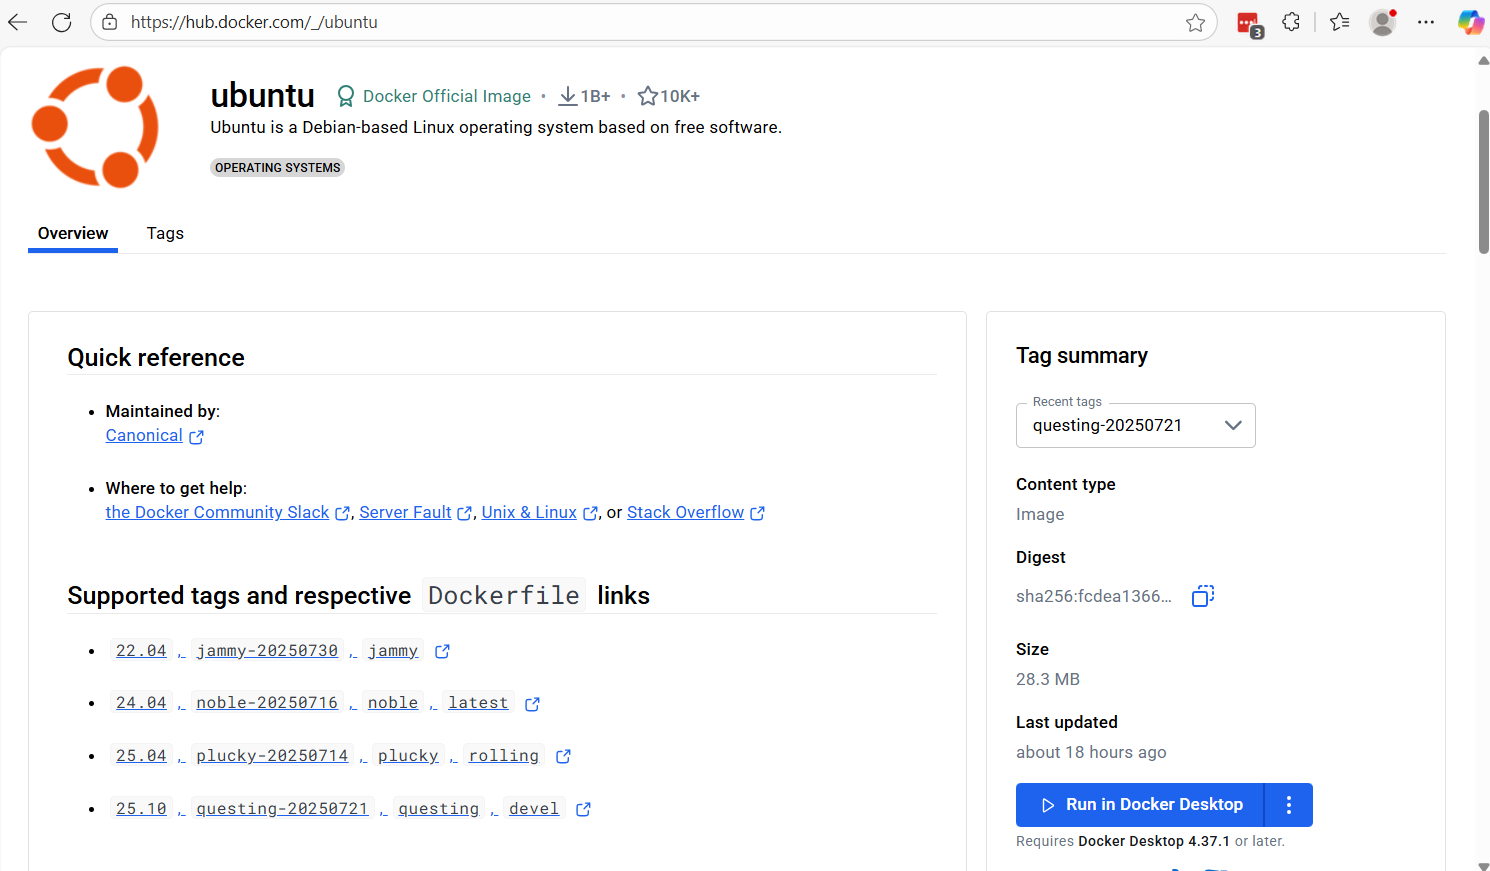 https://hub.docker.com/_/ubuntu
3
ubuntu Docker Official Image • 1B+ • 10K+
Ubuntu is a Debian-based Linux operating system based on free software.
OPERATING SYSTEMS
Overview Tags
Quick reference
• Maintained by:
Canonical
• Where to get help:
the Docker Community Slack, Server Fault, Unix & Linux, or Stack Overflow
Supported tags and respective Dockerfile links
• 22.04, jammy-20250730, jammy
• 24.04, noble-20250716, noble, latest
• 25.04, plucky-20250714, plucky, rolling
• 25.10, questing-20250721, questing, devel
Tag summary
Recent tags
questing-20250721
Content type
Image
Digest
sha256:fcdea1366...
Size
28.3 MB
Last updated
about 18 hours ago
Run in Docker Desktop
Requires Docker Desktop 4.37.1 or later.